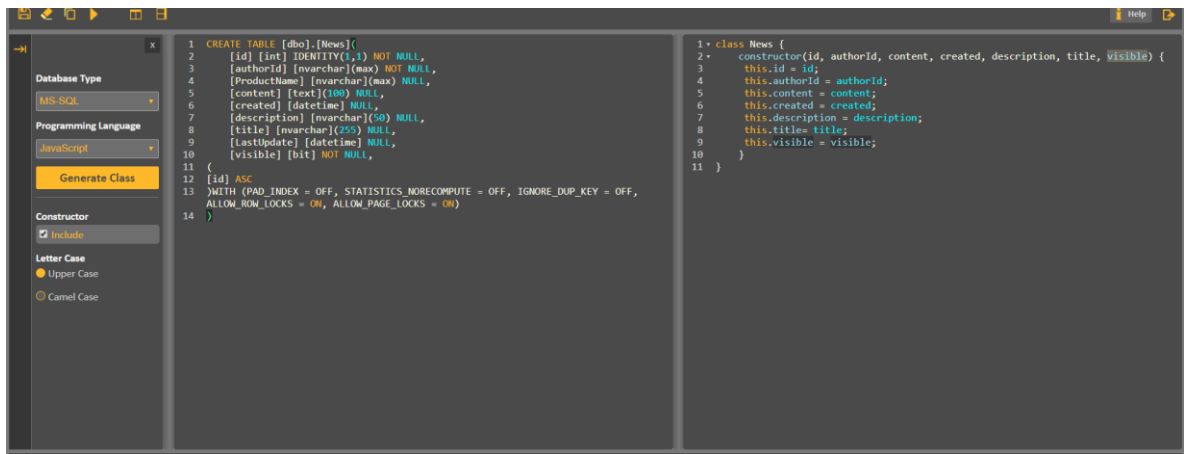 Help
X
Database Type
MS-SQL
Programming Language
JavaScript
Generate Class
Constructor
Include
Letter Case
Upper Case
Camel Case
1 CREATE TABLE [dbo].[News](
2 [id] [int] IDENTITY(1,1) NOT NULL,
3 [authorId] [nvarchar](max) NOT NULL,
4 [ProductName] [nvarchar](max) NULL,
5 [content] [text](100) NULL,
6 [created] [datetime] NULL,
7 [description] [nvarchar](50) NULL,
8 [title] [nvarchar](255) NULL,
9 [LastUpdate] [datetime] NULL,
10 [visible] [bit] NOT NULL,
11 (
12 [id] ASC
13 )WITH (PAD_INDEX = OFF, STATISTICS_NORECOMPUTE = OFF, IGNORE_DUP_KEY = OFF,
ALLOW_ROW_LOCKS = ON, ALLOW_PAGE_LOCKS = ON)
14 )
1 class News {
2 constructor(id, authorId, content, created, description, title, visible) {
3 this.id = id;
4 this.authorId = authorId;
5 this.content = content;
6 this.created = created;
7 this.description = description;
8 this.title= title;
9 this.visible = visible;
10 }
11 }